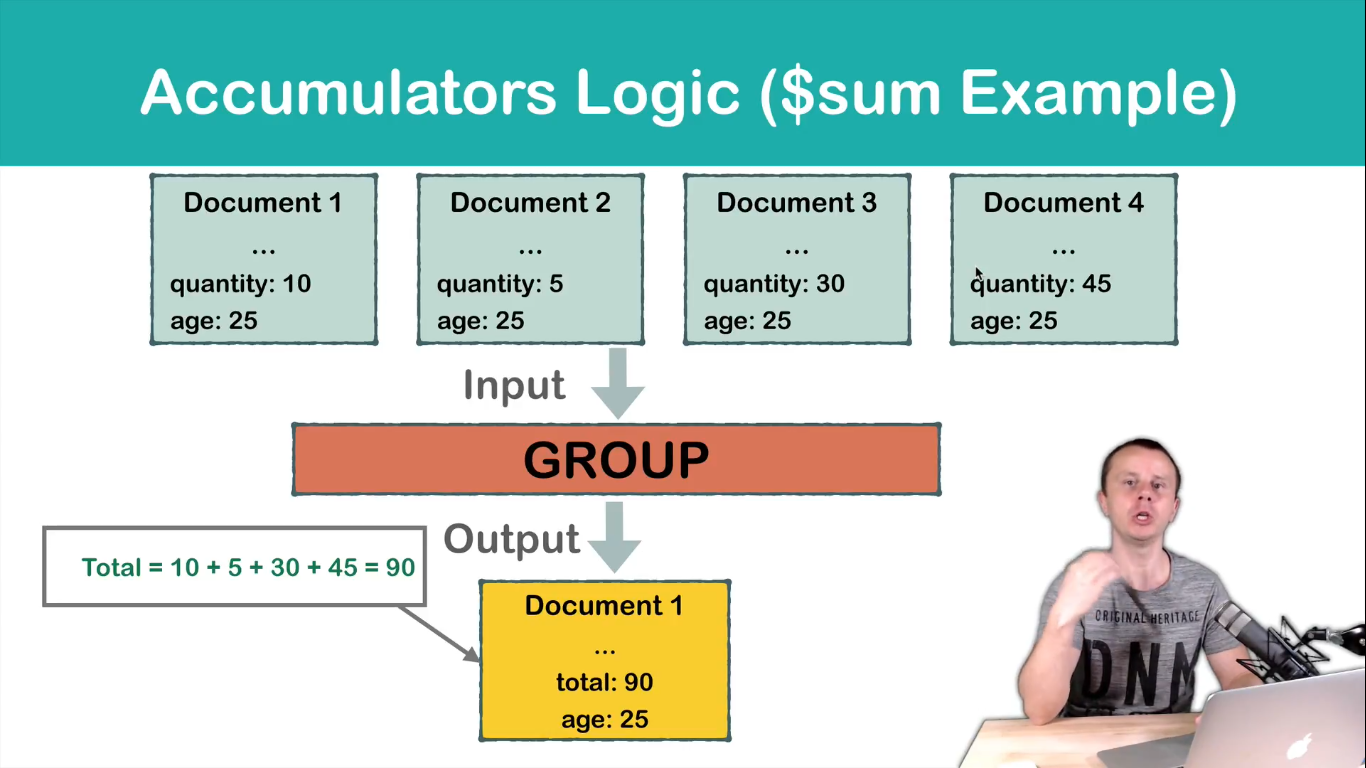 Accumulators Logic ($sum Example)
Document 1
...
quantity: 10
age: 25
Document 2
...
quantity: 5
age: 25
Document 3
...
quantity: 30
age: 25
Document 4
...
quantity: 45
age: 25
Input
GROUP
Output
Total = 10 + 5 + 30 + 45 = 90
Document 1
...
total: 90
age: 25
ORIGINAL HERITAGE
DNM